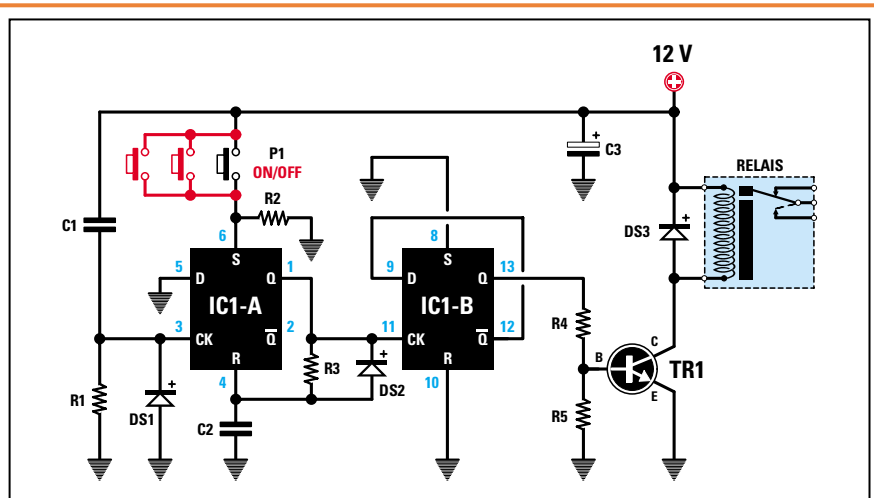 12 V
P1
ON/OFF
+
C3
RELAIS
C1
R2
DS3
+
6
8
S
S
5
D
Q
1
9
D
Q
13
IC1-A
IC1-B
3
CK
Q
2
11
CK
Q
12
R4
C
R
R
R3
+
DS2
B
TR1
4
10
R1
+
DS1
C2
R5
E